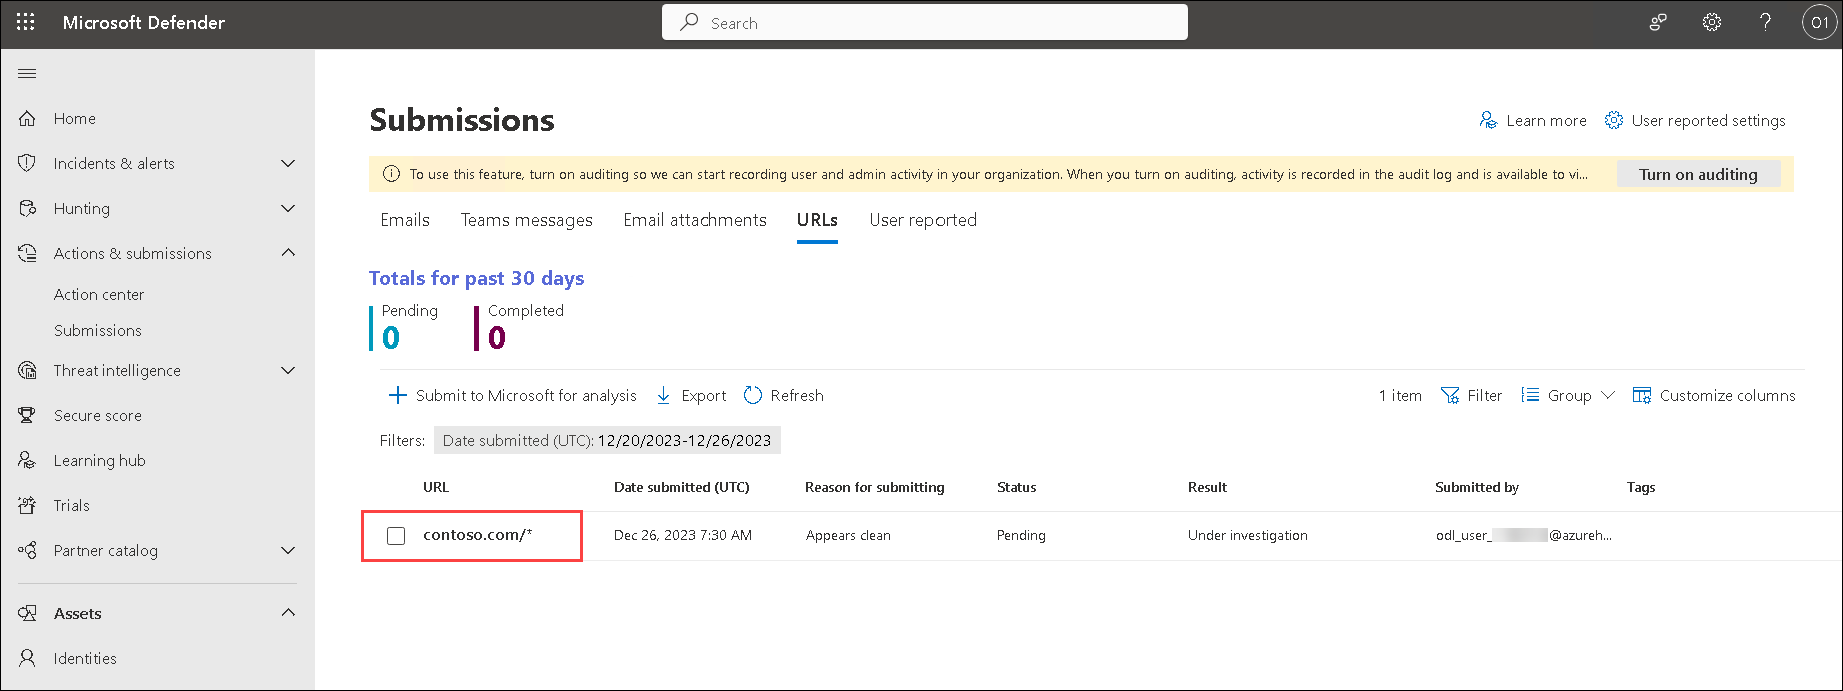 Microsoft Defender
Search
?
O1
Home
Incidents & alerts
Hunting
Actions & submissions
Action center
Submissions
Threat intelligence
Secure score
Learning hub
Trials
Partner catalog
Assets
Identities
Submissions
Learn more
User reported settings
To use this feature, turn on auditing so we can start recording user and admin activity in your organization. When you turn on auditing, activity is recorded in the audit log and is available to vi...
Turn on auditing
Emails Teams messages Email attachments URLs User reported
Totals for past 30 days
Pending Completed
0 0
Submit to Microsoft for analysis Export Refresh 1 item Filter Group Customize columns
Filters: Date submitted (UTC): 12/20/2023-12/26/2023
URL Date submitted (UTC) Reason for submitting Status Result Submitted by Tags
contoso.com/* Dec 26, 2023 7:30 AM Appears clean Pending Under investigation odl_user_ @azureh...